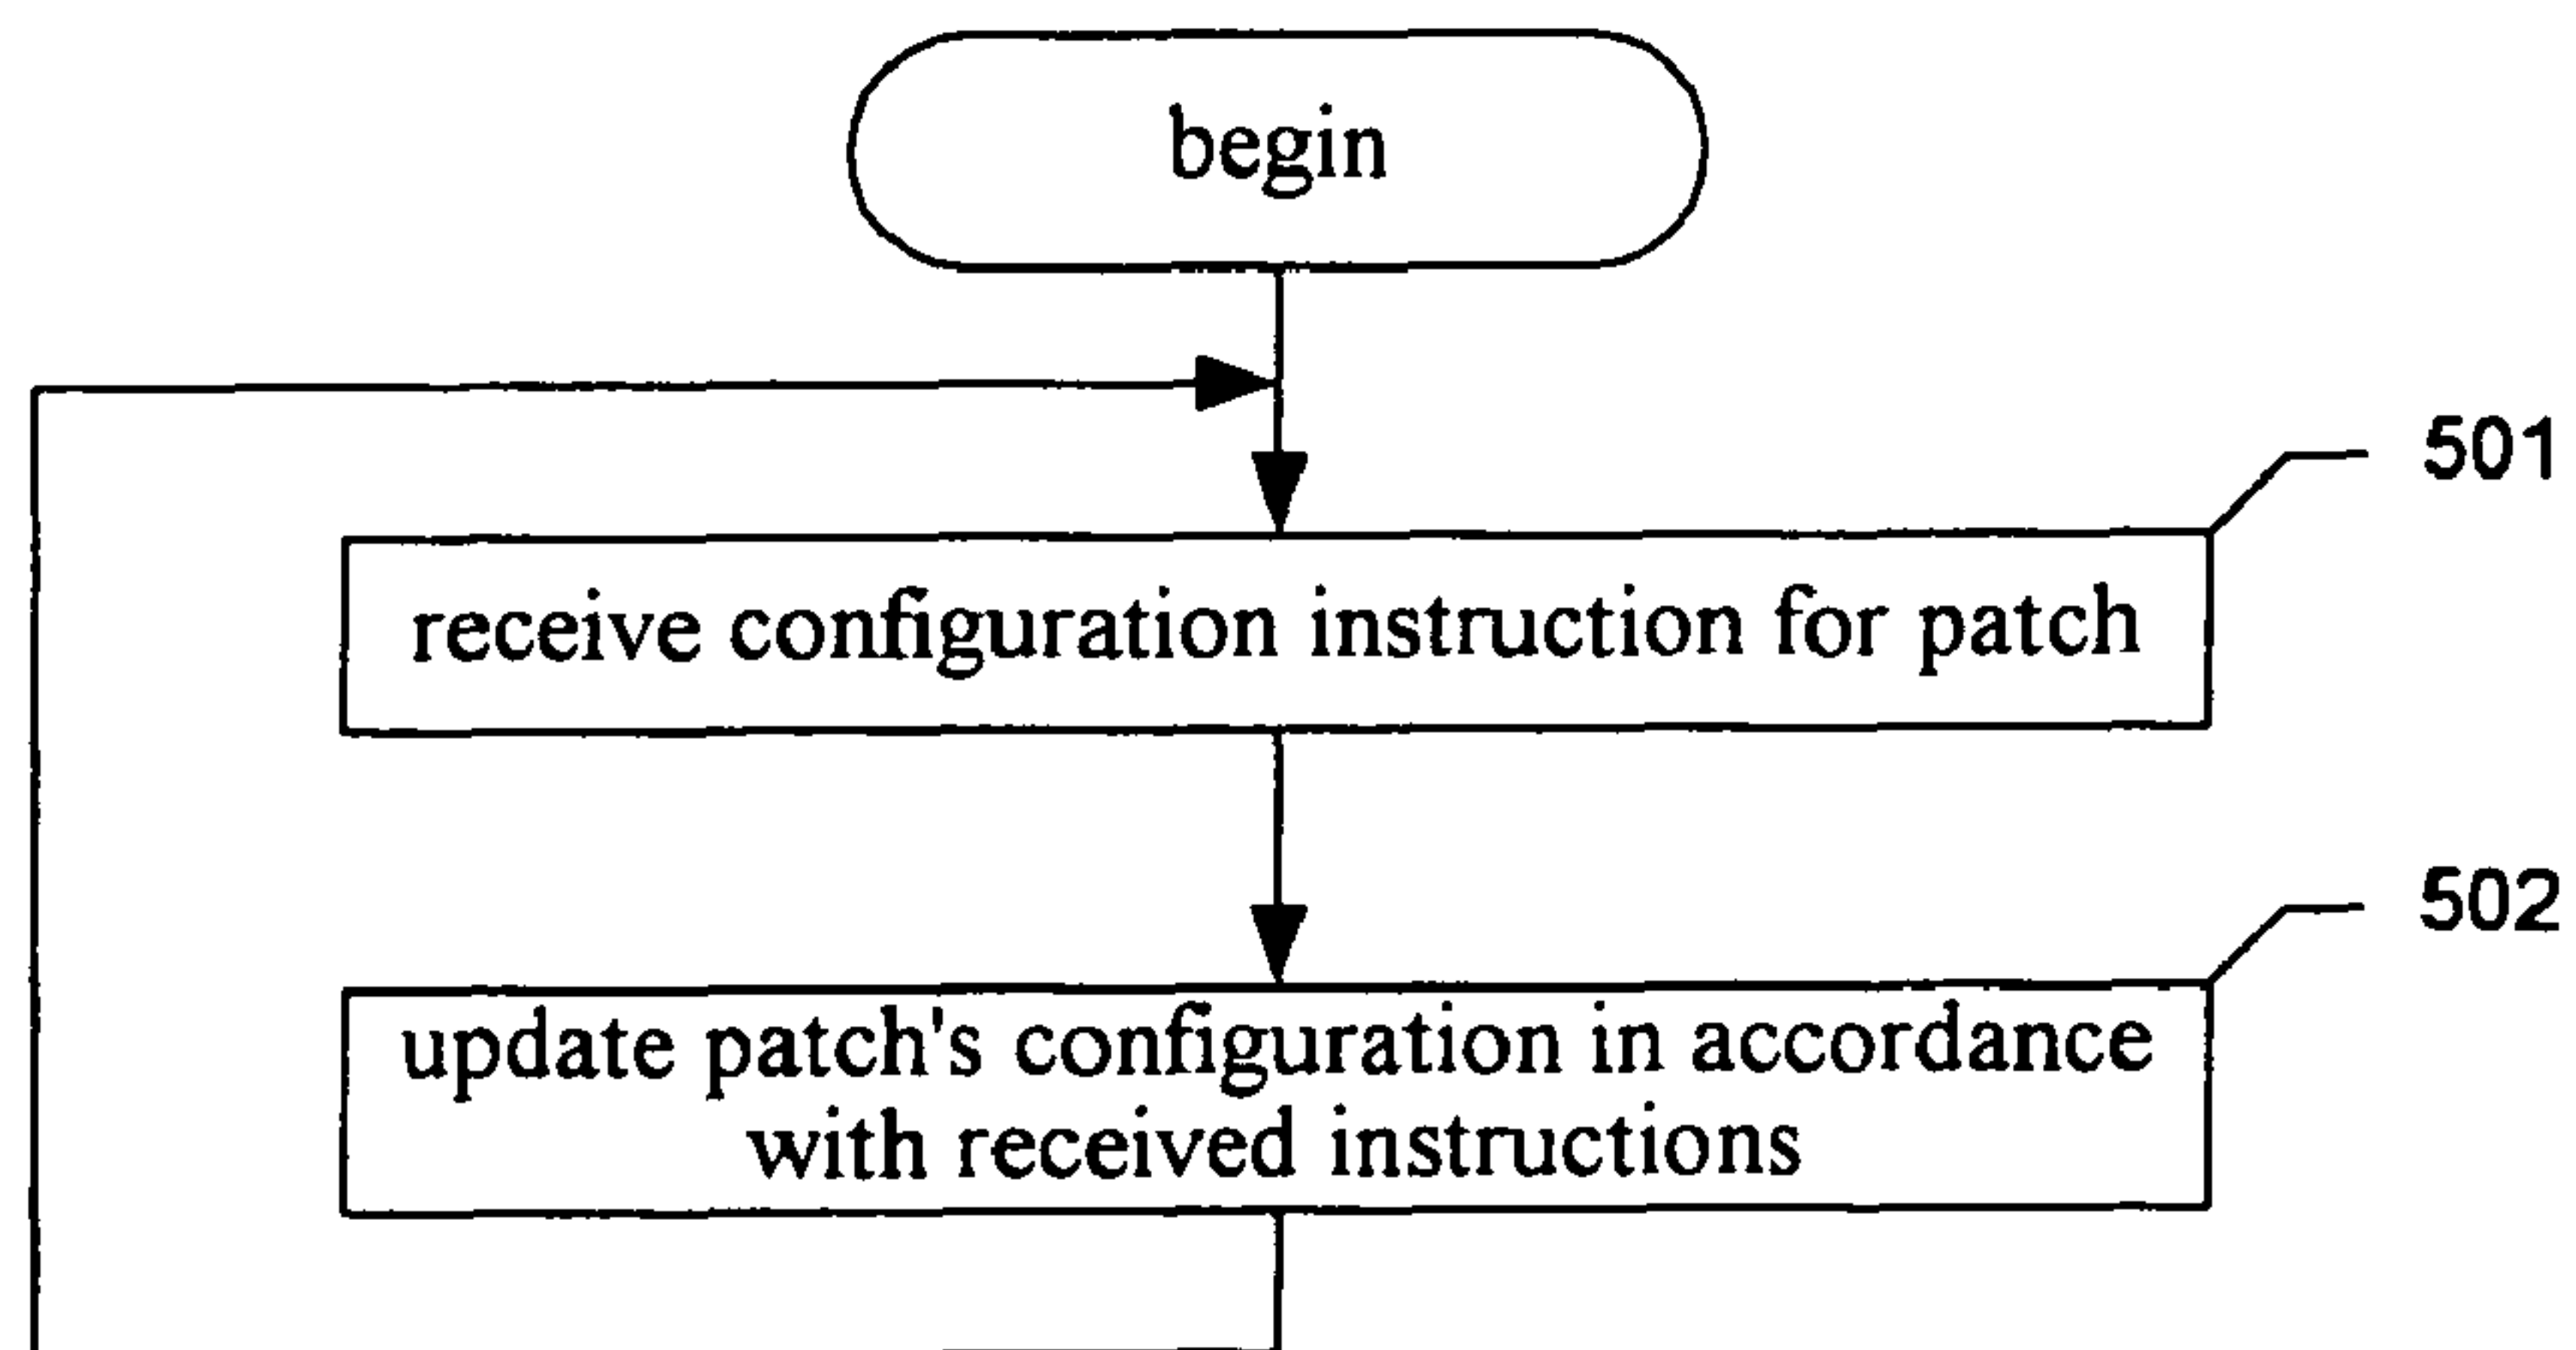 begin
501
receive configuration instruction for patch
502
update patch's configuration in accordance
with received instructions